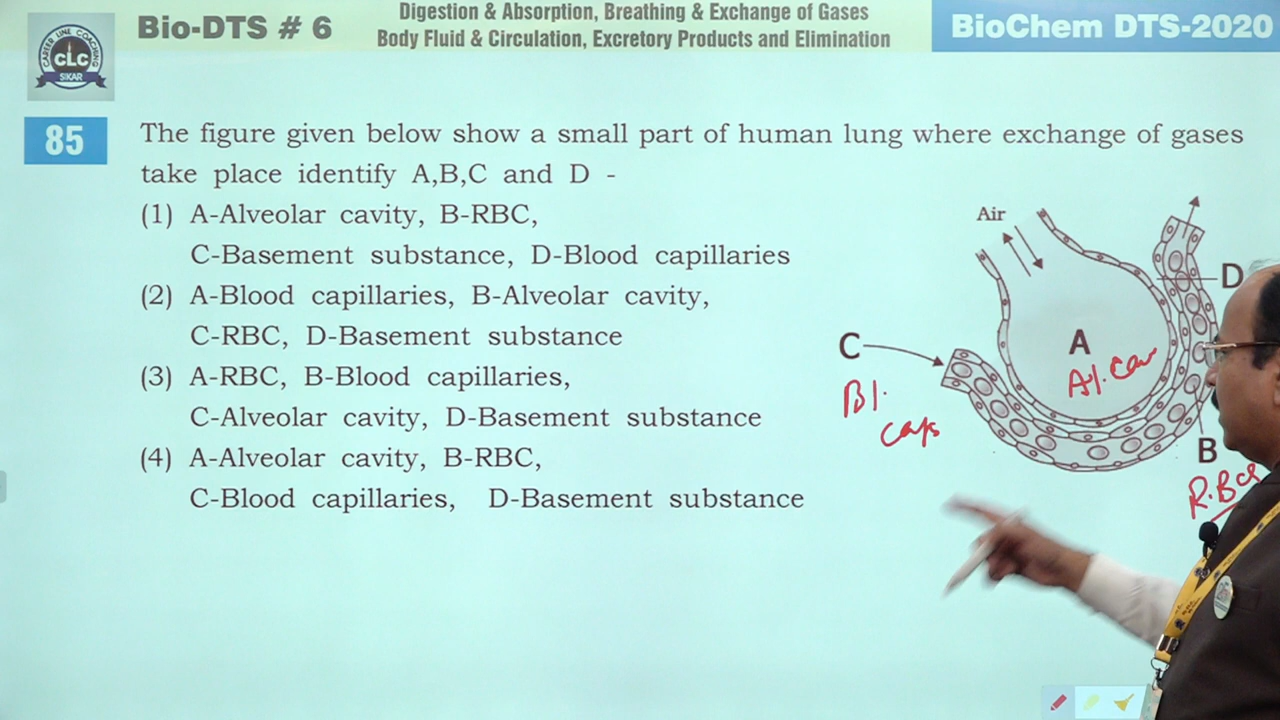 Bio-DTS # 6
Digestion & Absorption, Breathing & Exchange of Gases
Body Fluid & Circulation, Excretory Products and Elimination
BioChem DTS-2020
CAREER LINE COACHING
CLC
SIKAR
85
The figure given below show a small part of human lung where exchange of gases
take place identify A,B,C and D -
(1) A-Alveolar cavity, B-RBC,
C-Basement substance, D-Blood capillaries
(2) A-Blood capillaries, B-Alveolar cavity,
C-RBC, D-Basement substance
(3) A-RBC, B-Blood capillaries,
C-Alveolar cavity, D-Basement substance
(4) A-Alveolar cavity, B-RBC,
C-Blood capillaries, D-Basement substance
Air
D
A
Al. Cav
C
Bl.
caps
B
R.BCs